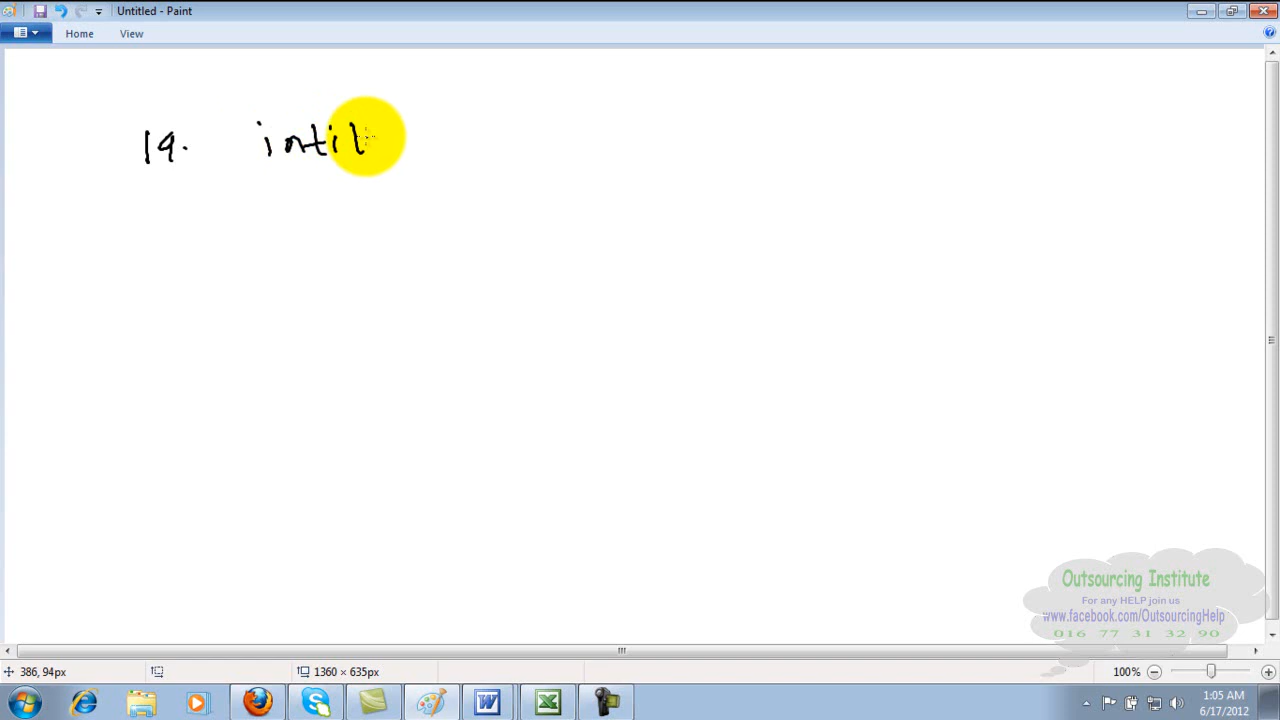 Untitled - Paint
Home View
19. intil
Outsourcing Institute
For any HELP join us
www.facebook.com/OutsourcingHelp
016 77 31 32 90
386, 94px 1360 × 635px 100%
1:05 AM
6/17/2012